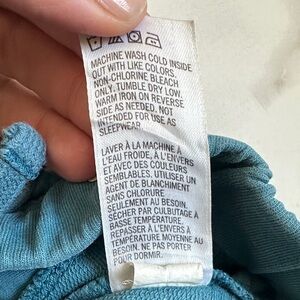 MACHINE WASH COLD INSIDE
OUT WITH LIKE COLORS.
NON-CHLORINE BLEACH
ONLY. TUMBLE DRY LOW.
WARM IRON ON REVERSE
SIDE AS NEEDED. NOT
INTENDED FOR USE AS
SLEEPWEAR.
LAVER À LA MACHINE À
L'EAU FROIDE, À L'ENVERS
ET AVEC DES COULEURS
SEMBLABLES. UTILISER UN
AGENT DE BLANCHIMENT
SANS CHLORURE
SEULEMENT AU BESOIN.
SÉCHER PAR CULBUTAGE À
BASSE TEMPÉRATURE
REPASSER À L'ENVERS À
TEMPÉRATURE MOYENNE AU
BESOIN. NE PAS PORTER
POUR DORMIR.